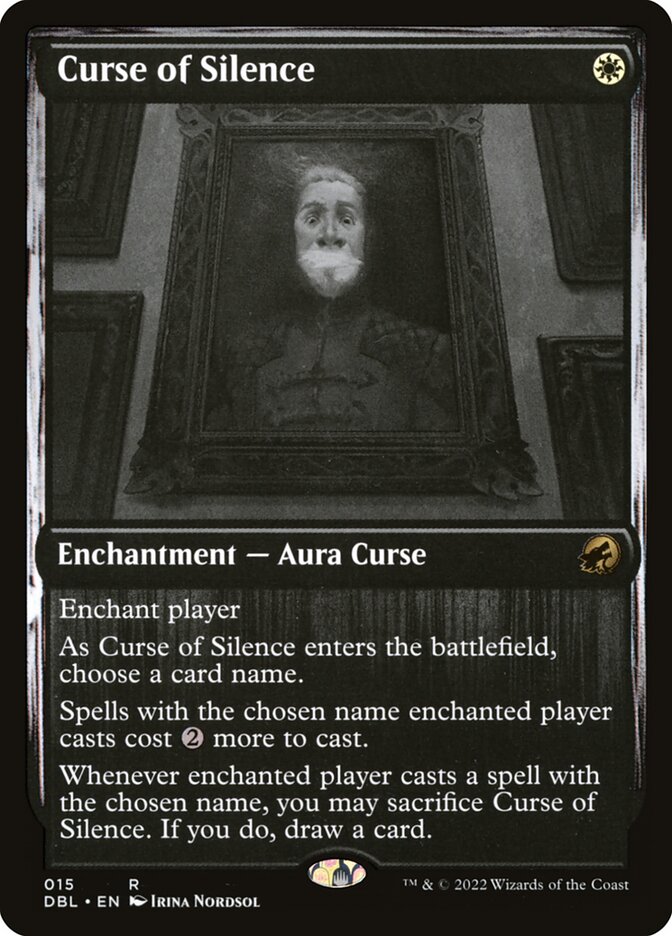 Curse of Silence
Enchantment — Aura Curse
Enchant player
As Curse of Silence enters the battlefield,
choose a card name.
Spells with the chosen name enchanted player
casts cost 2 more to cast.
Whenever enchanted player casts a spell with
the chosen name, you may sacrifice Curse of
Silence. If you do, draw a card.
015 R
DBL • EN Irina Nordsol
™ & © 2022 Wizards of the Coast